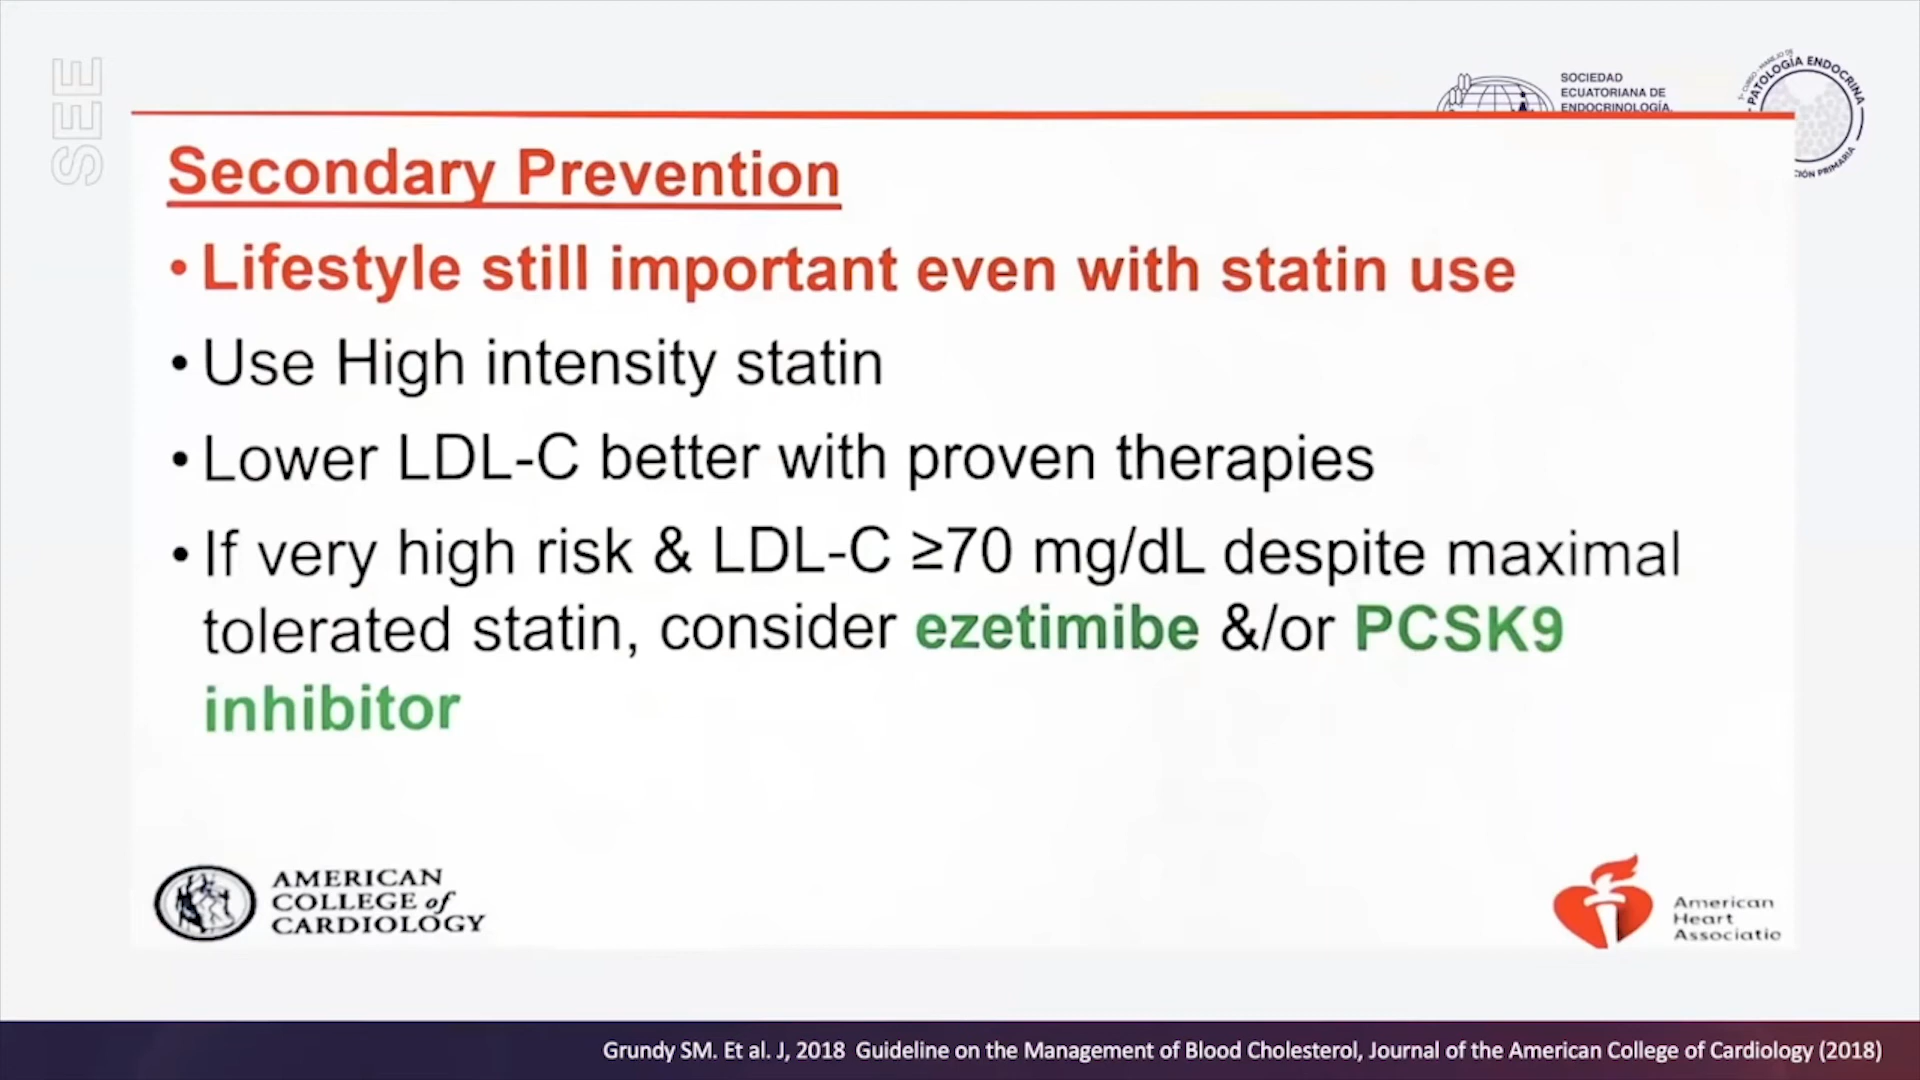 SEE
SOCIEDAD
ECUATORIANA DE
ENDOCRINOLOGÍA
PATOLOGÍA ENDOCRINA
CIÓN PRIMARIA
Secondary Prevention
• Lifestyle still important even with statin use
• Use High intensity statin
• Lower LDL-C better with proven therapies
• If very high risk & LDL-C ≥70 mg/dL despite maximal
tolerated statin, consider ezetimibe &/or PCSK9
inhibitor
AMERICAN
COLLEGE of
CARDIOLOGY
American
Heart
Associatio
Grundy SM. Et al. J, 2018 Guideline on the Management of Blood Cholesterol, Journal of the American College of Cardiology (2018)